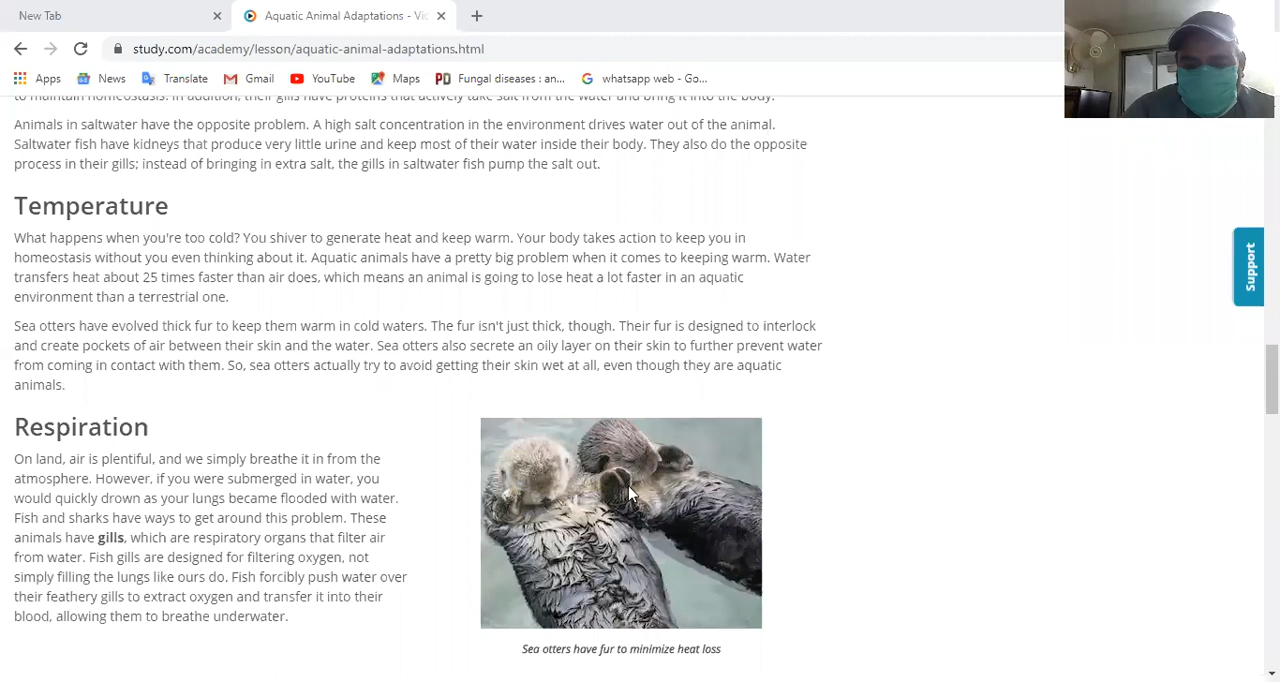 New Tab
Aquatic Animal Adaptations - Vic
study.com/academy/lesson/aquatic-animal-adaptations.html
Apps News Translate Gmail YouTube Maps PD Fungal diseases : an... whatsapp web - Go...
to maintain homeostasis. In addition, their gills have proteins that actively take salt from the water and bring it into the body.
Animals in saltwater have the opposite problem. A high salt concentration in the environment drives water out of the animal.
Saltwater fish have kidneys that produce very little urine and keep most of their water inside their body. They also do the opposite
process in their gills; instead of bringing in extra salt, the gills in saltwater fish pump the salt out.
Temperature
What happens when you're too cold? You shiver to generate heat and keep warm. Your body takes action to keep you in
homeostasis without you even thinking about it. Aquatic animals have a pretty big problem when it comes to keeping warm. Water
transfers heat about 25 times faster than air does, which means an animal is going to lose heat a lot faster in an aquatic
environment than a terrestrial one.
Sea otters have evolved thick fur to keep them warm in cold waters. The fur isn't just thick, though. Their fur is designed to interlock
and create pockets of air between their skin and the water. Sea otters also secrete an oily layer on their skin to further prevent water
from coming in contact with them. So, sea otters actually try to avoid getting their skin wet at all, even though they are aquatic
animals.
Respiration
On land, air is plentiful, and we simply breathe it in from the
atmosphere. However, if you were submerged in water, you
would quickly drown as your lungs became flooded with water.
Fish and sharks have ways to get around this problem. These
animals have gills, which are respiratory organs that filter air
from water. Fish gills are designed for filtering oxygen, not
simply filling the lungs like ours do. Fish forcibly push water over
their feathery gills to extract oxygen and transfer it into their
blood, allowing them to breathe underwater.
Sea otters have fur to minimize heat loss
Support